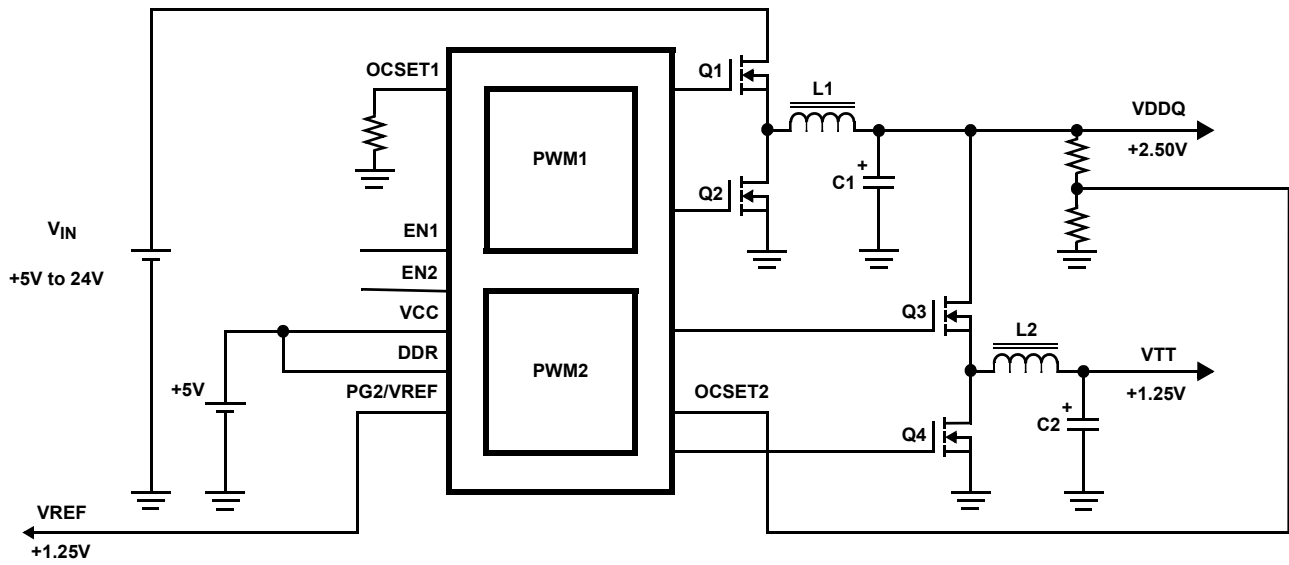 OCSET1
Q1
L1
VDDQ
+2.50V
PWM1
+
C1
Q2
VIN
+5V to 24V
EN1
EN2
VCC
DDR
PG2/VREF
+5V
PWM2
Q3
L2
VTT
+1.25V
OCSET2
+
C2
Q4
VREF
+1.25V